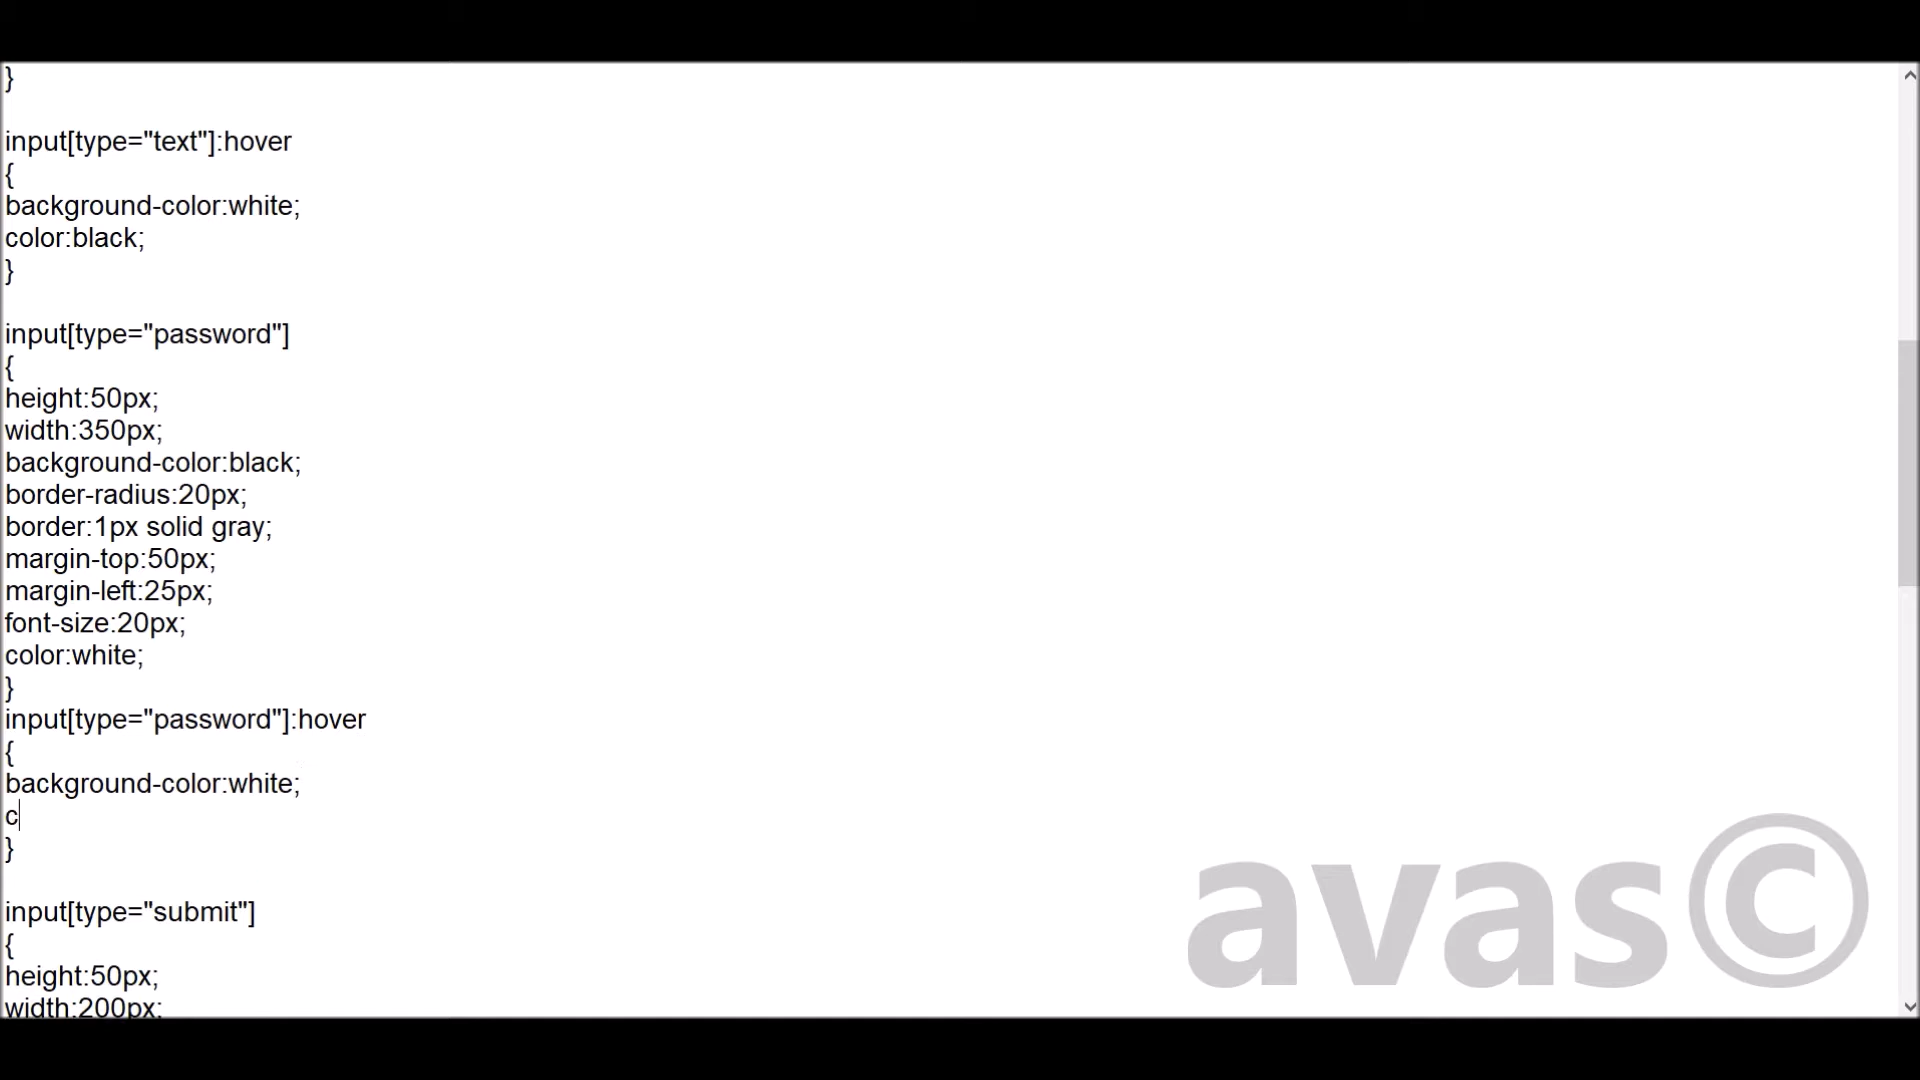 }
input[type="text"]:hover
{
background-color:white;
color:black;
}
input[type="password"]
{
height:50px;
width:350px;
background-color:black;
border-radius:20px;
border:1px solid gray;
margin-top:50px;
margin-left:25px;
font-size:20px;
color:white;
}
input[type="password"]:hover
{
background-color:white;
c
}
input[type="submit"]
{
height:50px;
width:200px;
avas©